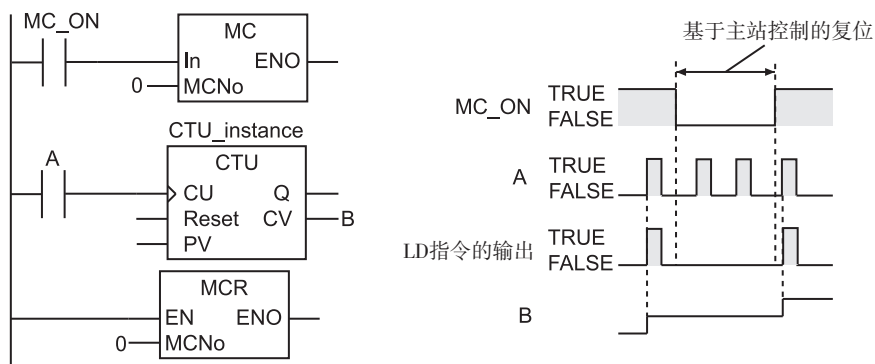 MC_ON
MC
In ENO
0 MCNo
CTU_instance
A
CTU
CU Q
Reset CV B
PV
MCR
EN ENO
0 MCNo
基于主站控制的复位
MC_ON TRUE
FALSE
A TRUE
FALSE
LD指令的输出 TRUE
FALSE
B